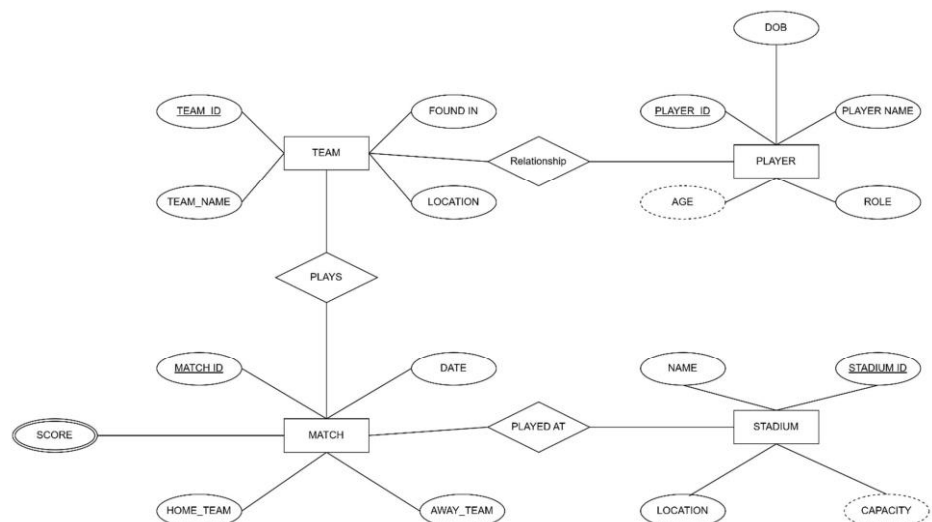 DOB
TEAM_ID
FOUND IN
PLAYER_ID
PLAYER NAME
TEAM
Relationship
PLAYER
TEAM_NAME
LOCATION
AGE
ROLE
PLAYS
MATCH ID
DATE
NAME
STADIUM ID
SCORE
MATCH
PLAYED AT
STADIUM
HOME_TEAM
AWAY_TEAM
LOCATION
CAPACITY